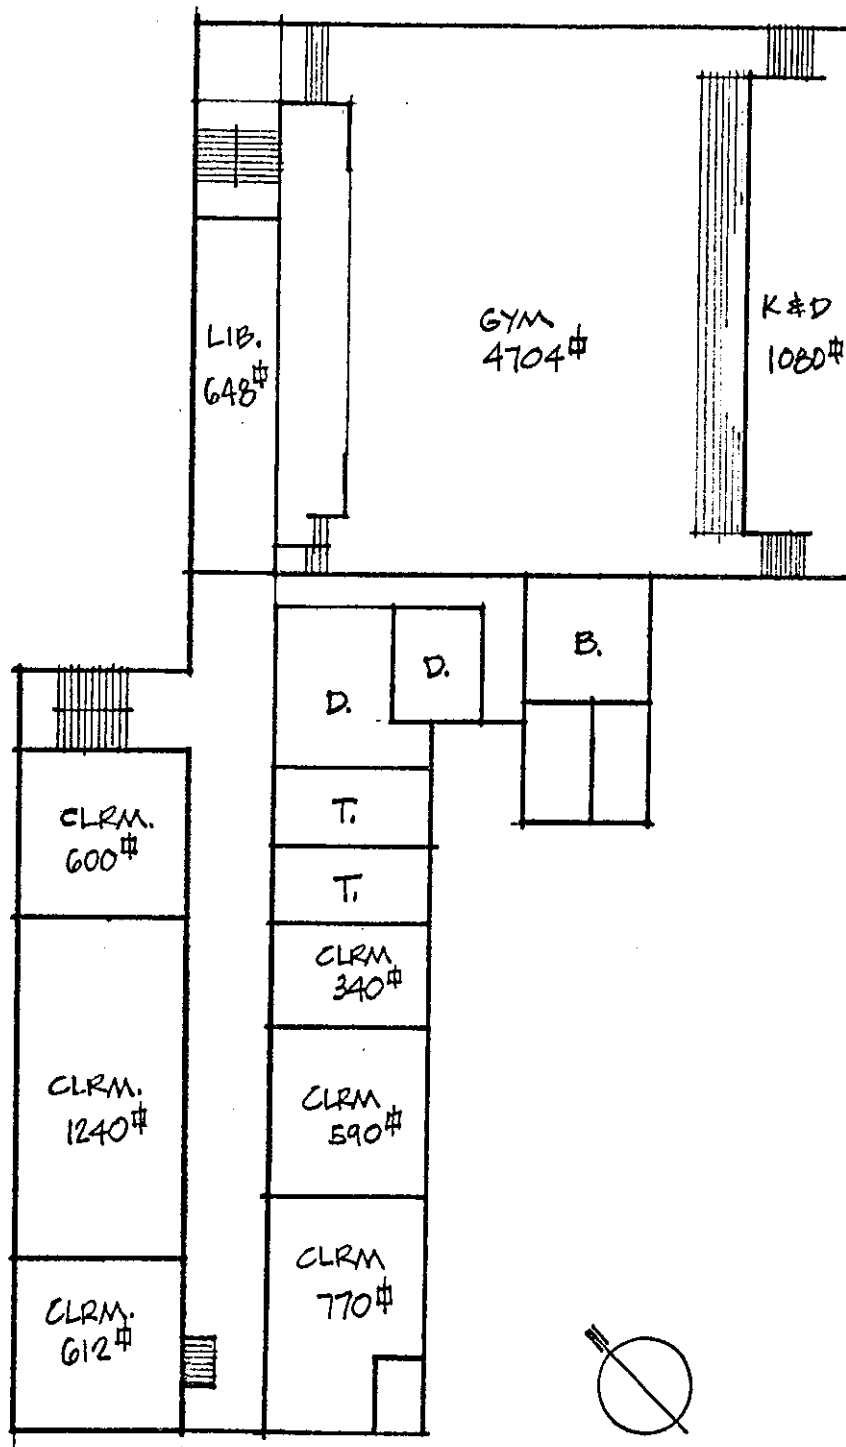 LIB.
648⌗
GYM
4704⌗
K & D
1080⌗
B.
D.
D.
T.
T.
CLRM.
600⌗
CLRM
340⌗
CLRM.
1240⌗
CLRM
590⌗
CLRM
770⌗
CLRM.
612⌗